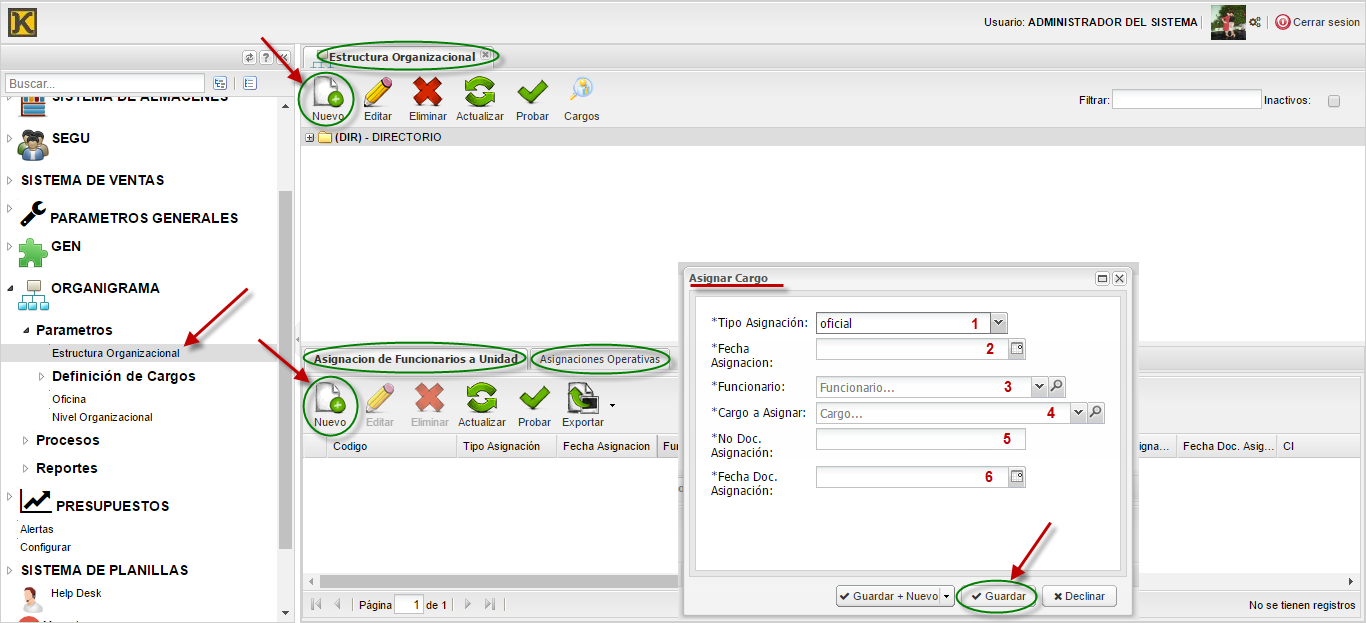 K
Usuario: ADMINISTRADOR DEL SISTEMA
Cerrar sesion
?
Buscar...
SISTEMA DE ALMACENES
SEGU
SISTEMA DE VENTAS
PARAMETROS GENERALES
GEN
ORGANIGRAMA
Parametros
Estructura Organizacional
Definición de Cargos
Oficina
Nivel Organizacional
Procesos
Reportes
PRESUPUESTOS
Alertas
Configurar
SISTEMA DE PLANILLAS
Help Desk
Estructura Organizacional
Nuevo Editar Eliminar Actualizar Probar Cargos
Filtrar: Inactivos:
(DIR) - DIRECTORIO
Asignacion de Funcionarios a Unidad Asignaciones Operativas
Nuevo Editar Eliminar Actualizar Probar Exportar
Codigo Tipo Asignación Fecha Asignacion Fu igna... Fecha Doc. Asig... CI
Página 1 de 1
No se tienen registros
Asignar Cargo
*Tipo Asignación: oficial 1
*Fecha Asignacion: 2
*Funcionario: Funcionario... 3
*Cargo a Asignar: Cargo... 4
*No Doc. Asignación: 5
*Fecha Doc. Asignación: 6
Guardar + Nuevo Guardar Declinar